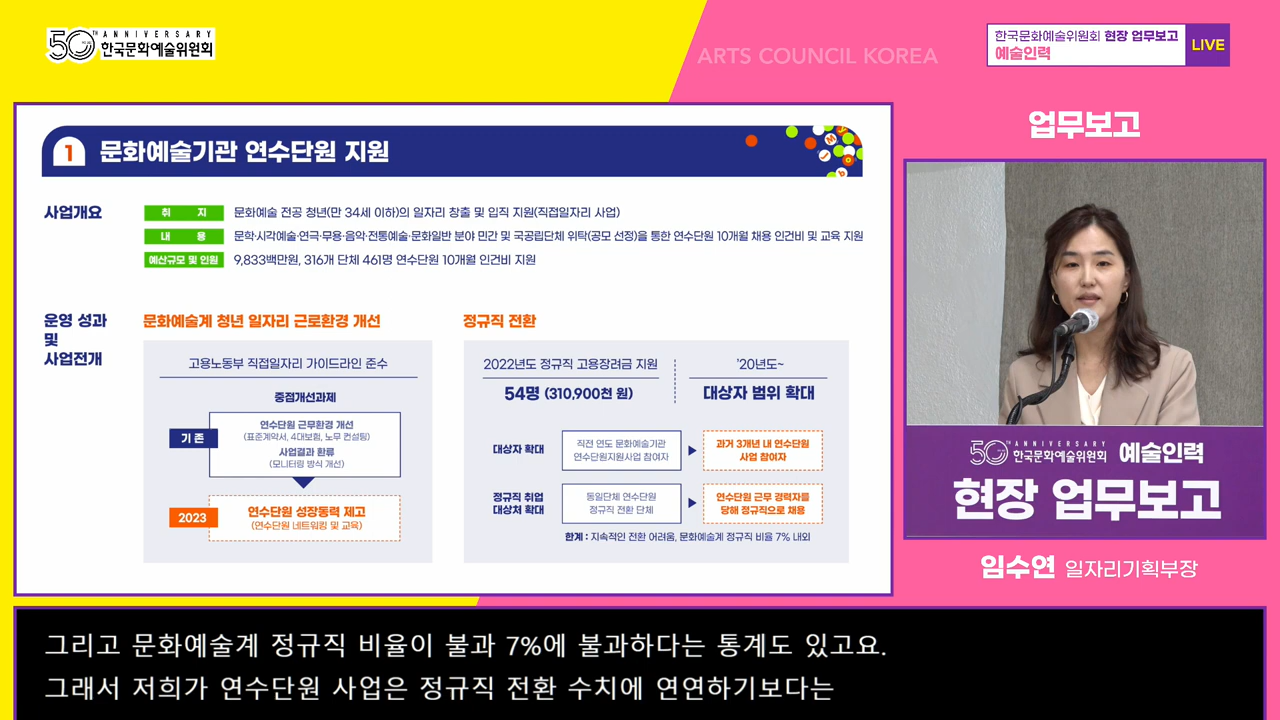 50TH ANNIVERSARY
한국문화예술위원회
ARTS COUNCIL KOREA
한국문화예술위원회 현장 업무보고
예술인력
LIVE
1 문화예술기관 연수단원 지원
사업개요
취 지 문화예술 전공 청년(만 34세 이하)의 일자리 창출 및 입직 지원(직접일자리 사업)
내 용 문학·시각예술·연극·무용·음악·전통예술·문화일반 분야 민간 및 국공립단체 위탁(공모 선정)을 통한 연수단원 10개월 채용 인건비 및 교육 지원
예산규모 및 인원 9,833백만원, 316개 단체 461명 연수단원 10개월 인건비 지원
운영 성과
및
사업전개
문화예술계 청년 일자리 근로환경 개선
고용노동부 직접일자리 가이드라인 준수
중점개선과제
기 존
연수단원 근무환경 개선
(표준계약서, 4대보험, 노무 컨설팅)
사업결과 환류
(모니터링 방식 개선)
2023
연수단원 성장동력 제고
(연수단원 네트워킹 및 교육)
정규직 전환
2022년도 정규직 고용장려금 지원
54명 (310,900천 원)
'20년도~
대상자 범위 확대
대상자 확대
직전 연도 문화예술기관
연수단원지원사업 참여자
과거 3개년 내 연수단원
사업 참여자
정규직 취업
대상처 확대
동일단체 연수단원
정규직 전환 단체
연수단원 근무 경력자를
당해 정규직으로 채용
한계 : 지속적인 전환 어려움, 문화예술계 정규직 비율 7% 내외
업무보고
50TH ANNIVERSARY
한국문화예술위원회 예술인력
현장 업무보고
임수연 일자리기획부장
그리고 문화예술계 정규직 비율이 불과 7%에 불과하다는 통계도 있고요.
그래서 저희가 연수단원 사업은 정규직 전환 수치에 연연하기보다는